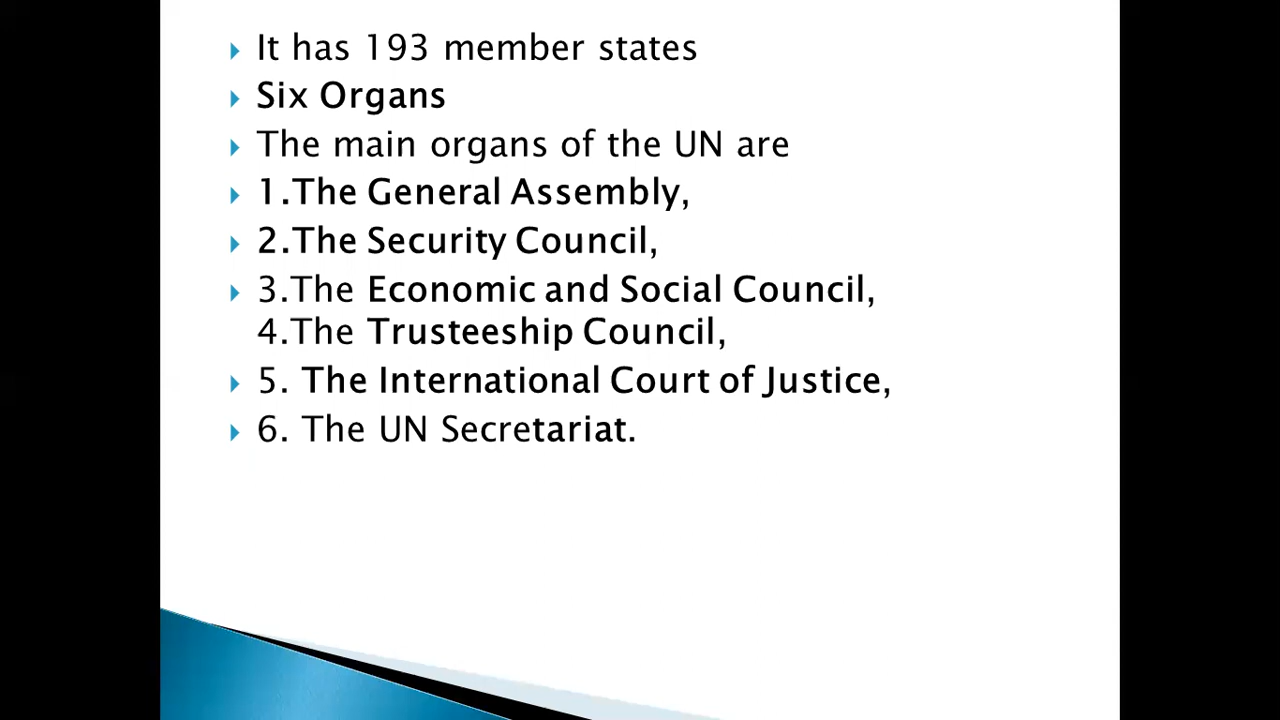 It has 193 member states
Six Organs
The main organs of the UN are
1.The General Assembly,
2.The Security Council,
3.The Economic and Social Council,
4.The Trusteeship Council,
5. The International Court of Justice,
6. The UN Secretariat.